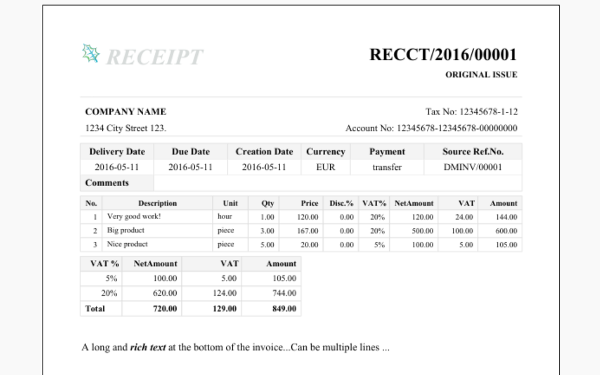 RECEIPT RECCT/2016/00001
ORIGINAL ISSUE
COMPANY NAME Tax No: 12345678-1-12
1234 City Street 123. Account No: 12345678-12345678-00000000
Delivery Date Due Date Creation Date Currency Payment Source Ref.No.
2016-05-11 2016-05-11 2016-05-11 EUR transfer DMINV/00001
Comments
No. Description Unit Qty Price Disc.% VAT% NetAmount VAT Amount
1 Very good work! hour 1.00 120.00 0.00 20% 120.00 24.00 144.00
2 Big product piece 3.00 167.00 0.00 20% 500.00 100.00 600.00
3 Nice product piece 5.00 20.00 0.00 5% 100.00 5.00 105.00
VAT % NetAmount VAT Amount
5% 100.00 5.00 105.00
20% 620.00 124.00 744.00
Total 720.00 129.00 849.00
A long and rich text at the bottom of the invoice...Can be multiple lines ...